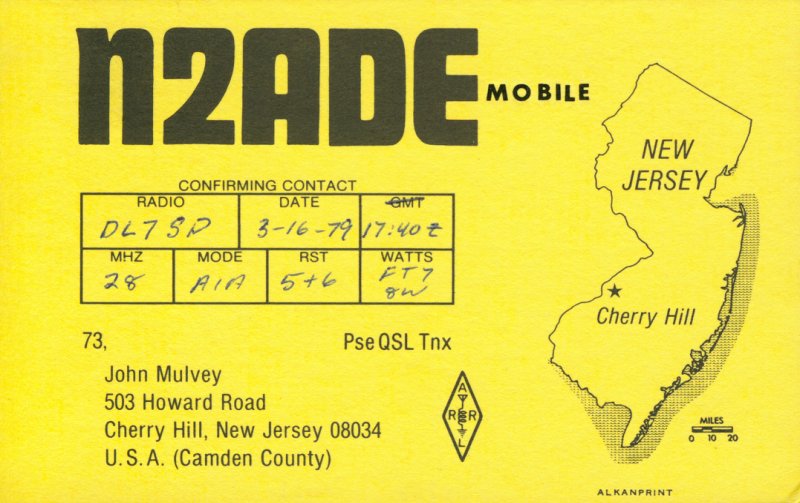 N2ADE MOBILE
CONFIRMING CONTACT
RADIO DATE GMT
DL7SP 3-16-79 17:40Z
MHZ MODE RST WATTS
28 A1A 5+6 FT7
8W
73, Pse QSL Tnx
John Mulvey
503 Howard Road
Cherry Hill, New Jersey 08034
U.S.A. (Camden County)
A
R R
L
NEW
JERSEY
Cherry Hill
MILES
0 10 20
ALKANPRINT